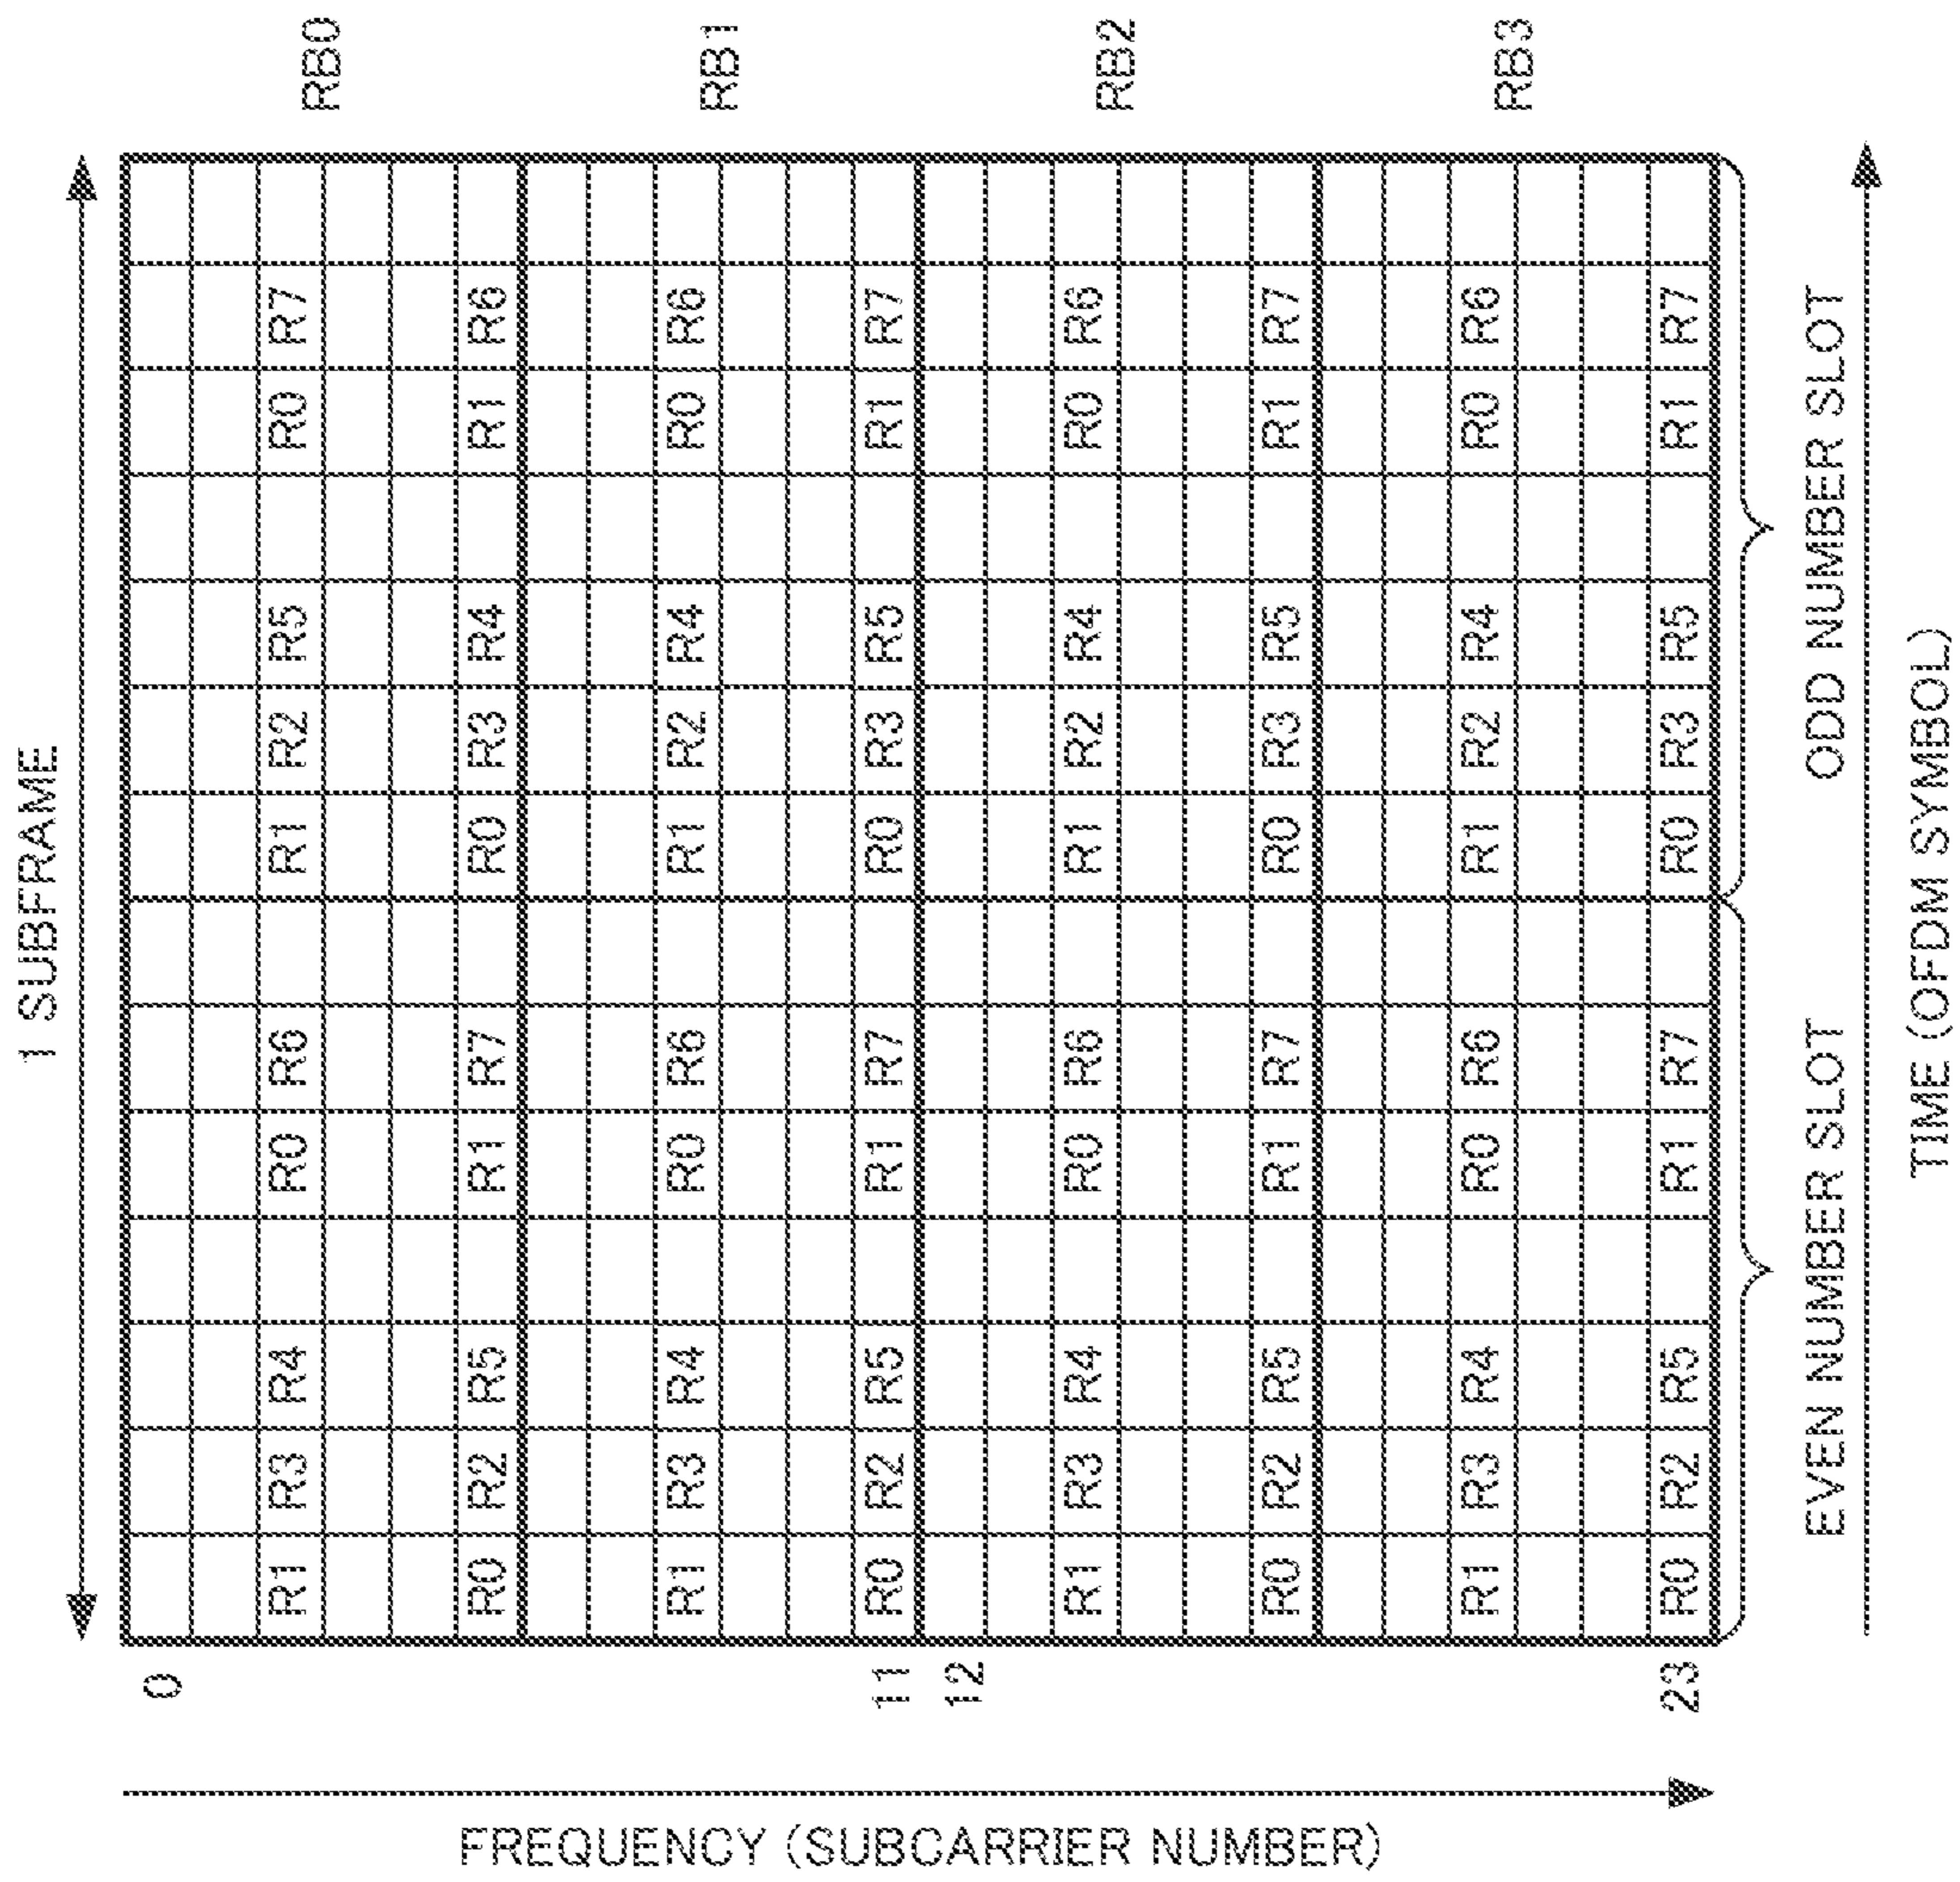 1 SUBFRAME
0
R1 R3 R4 R0 R6 R1 R2 R5 R0 R7
RB0
R0 R2 R5 R1 R7 R0 R3 R4 R1 R6
R1 R3 R4 R0 R6 R1 R2 R4 R0 R6
RB1
11 R0 R2 R5 R1 R7 R0 R3 R5 R1 R7
12
R1 R3 R4 R0 R6 R1 R2 R4 R0 R6
RB2
R0 R2 R5 R1 R7 R0 R3 R5 R1 R7
R1 R3 R4 R0 R6 R1 R2 R4 R0 R6
RB3
23 R0 R2 R5 R1 R7 R0 R3 R5 R1 R7
FREQUENCY (SUBCARRIER NUMBER)
EVEN NUMBER SLOT
ODD NUMBER SLOT
TIME (OFDM SYMBOL)